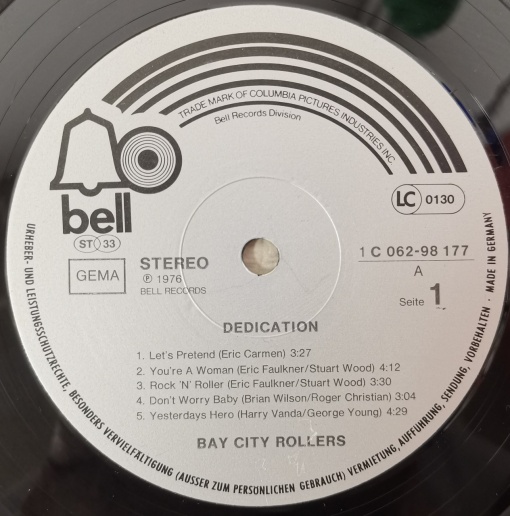 TRADE MARK OF COLUMBIA PICTURES INDUSTRIES INC.
Bell Records Division
bell
ST 33
LC 0130
GEMA
STEREO
Ⓟ 1976
BELL RECORDS
1 C 062-98 177
A
Seite 1
DEDICATION
1. Let's Pretend (Eric Carmen) 3:27
2. You're A Woman (Eric Faulkner/Stuart Wood) 4:12
3. Rock 'N' Roller (Eric Faulkner/Stuart Wood) 3:30
4. Don't Worry Baby (Brian Wilson/Roger Christian) 3:04
5. Yesterdays Hero (Harry Vanda/George Young) 4:29
BAY CITY ROLLERS
URHEBER- UND LEISTUNGSSCHUTZRECHTE, BESONDERS VERVIELFÄLTIGUNG (AUSSER ZUM PERSÖNLICHEN GEBRAUCH) VERMIETUNG, AUFFÜHRUNG, SENDUNG, VORBEHALTEN · MADE IN GERMANY